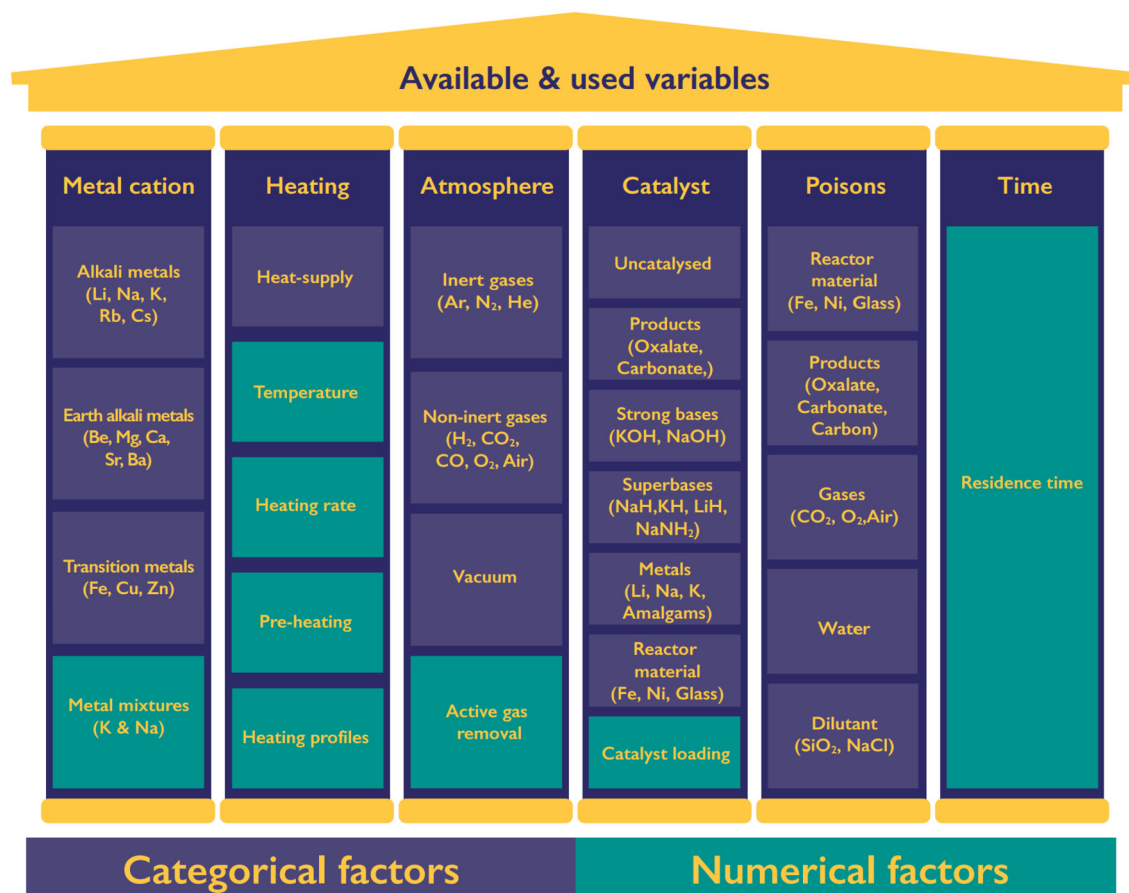 Available & used variables
Metal cation
Alkali metals
(Li, Na, K,
Rb, Cs)
Earth alkali metals
(Be, Mg, Ca,
Sr, Ba)
Transition metals
(Fe, Cu, Zn)
Metal mixtures
(K & Na)
Heating
Heat-supply
Temperature
Heating rate
Pre-heating
Heating profiles
Atmosphere
Inert gases
(Ar, N₂, He)
Non-inert gases
(H₂, CO₂,
CO, O₂, Air)
Vacuum
Active gas
removal
Catalyst
Uncatalysed
Products
(Oxalate,
Carbonate,)
Strong bases
(KOH, NaOH)
Superbases
(NaH,KH, LiH,
NaNH₂)
Metals
(Li, Na, K,
Amalgams)
Reactor
material
(Fe, Ni, Glass)
Catalyst loading
Poisons
Reactor
material
(Fe, Ni, Glass)
Products
(Oxalate,
Carbonate,
Carbon)
Gases
(CO₂, O₂,Air)
Water
Dilutant
(SiO₂, NaCl)
Time
Residence time
Categorical factors
Numerical factors